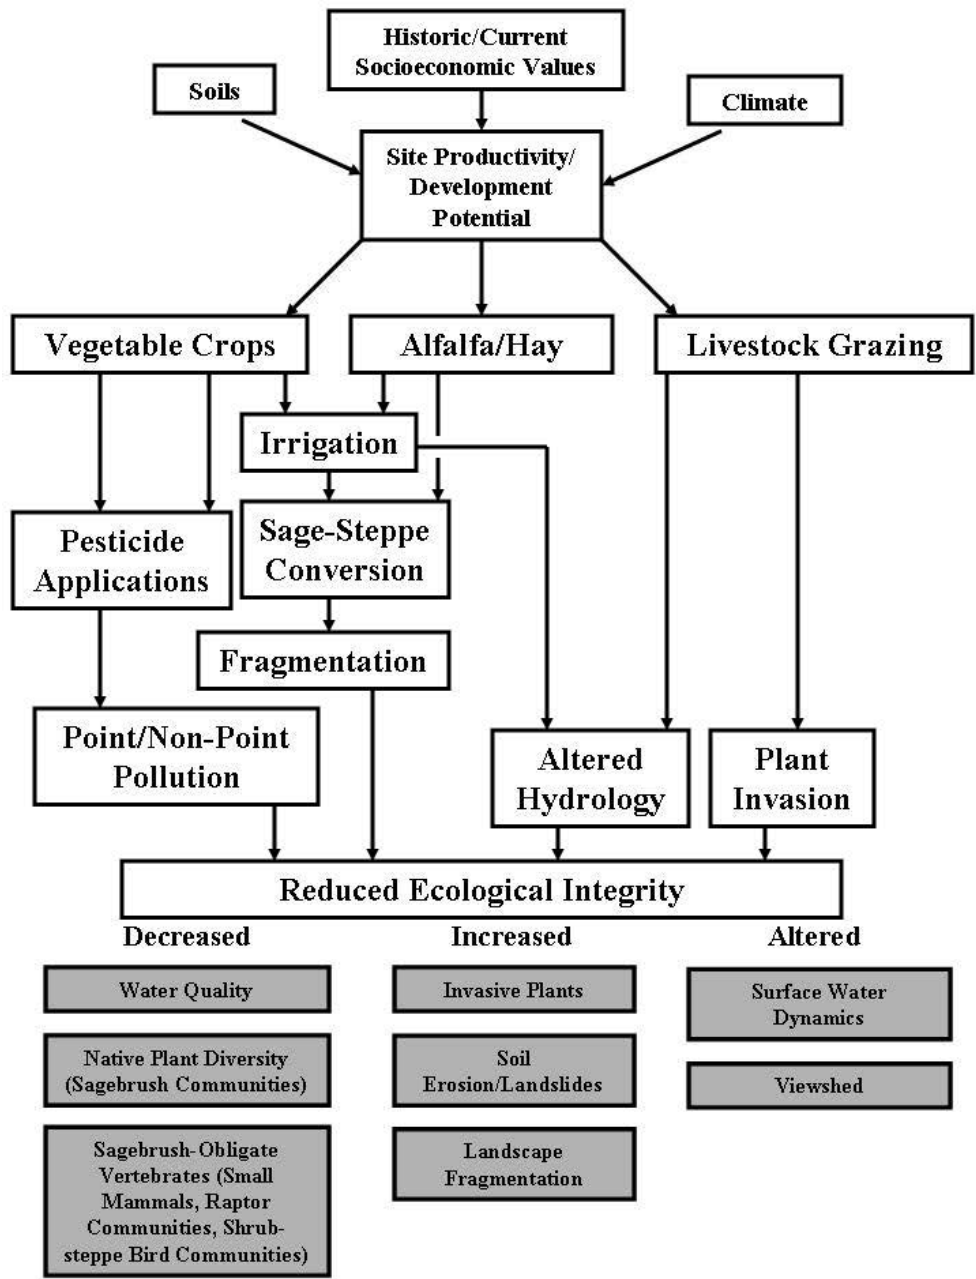 Historic/Current
Socioeconomic Values
Soils
Climate
Site Productivity/
Development
Potential
Vegetable Crops
Alfalfa/Hay
Livestock Grazing
Irrigation
Pesticide
Applications
Sage-Steppe
Conversion
Fragmentation
Point/Non-Point
Pollution
Altered
Hydrology
Plant
Invasion
Reduced Ecological Integrity
Decreased
Increased
Altered
Water Quality
Invasive Plants
Surface Water
Dynamics
Native Plant Diversity
(Sagebrush Communities)
Soil
Erosion/Landslides
Viewshed
Sagebrush-Obligate
Vertebrates (Small
Mammals, Raptor
Communities, Shrub-
steppe Bird Communities)
Landscape
Fragmentation